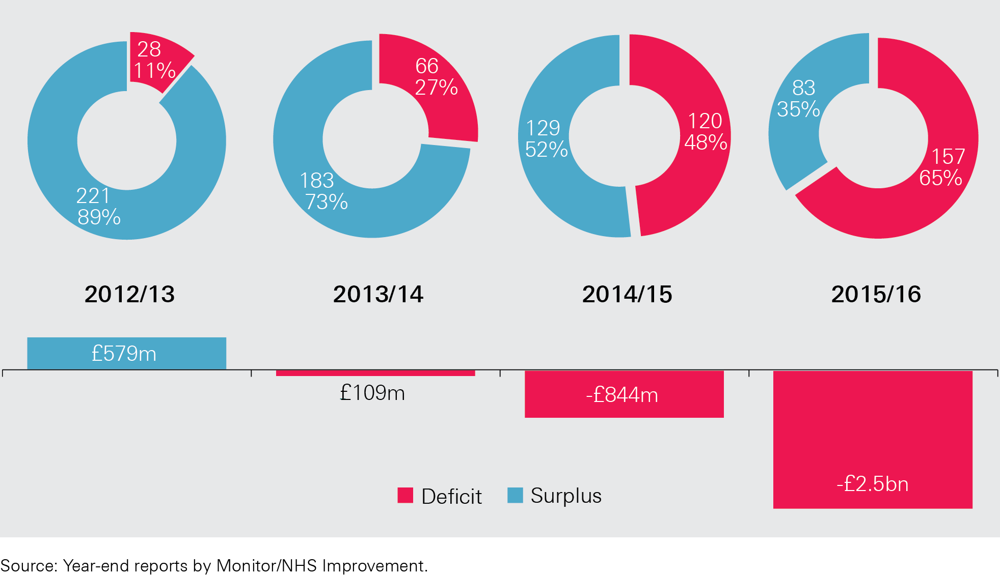 28
11%
221
89%
66
27%
183
73%
129
52%
120
48%
83
35%
157
65%
2012/13
2013/14
2014/15
2015/16
£579m
£109m
-£844m
-£2.5bn
Deficit
Surplus
Source: Year-end reports by Monitor/NHS Improvement.